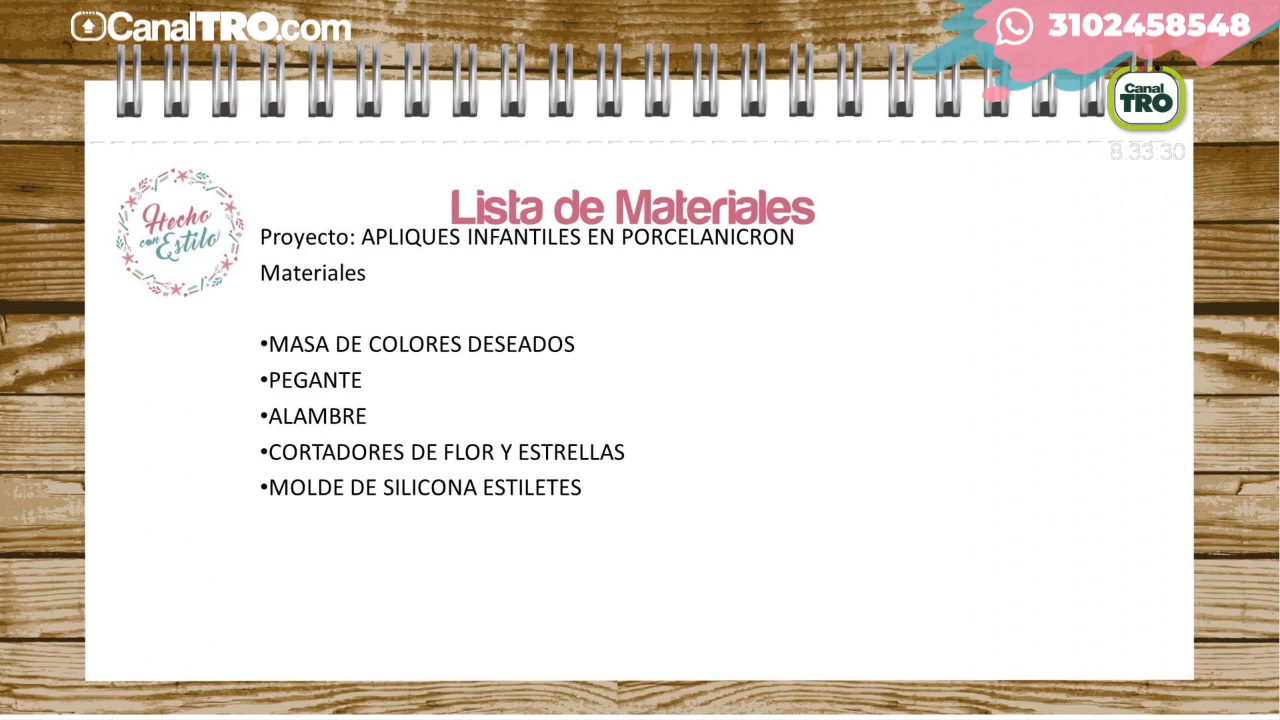 CanalTRO.com
3102458548
Canal
TRO
8:33:30
Hecho
con
Estilo
Lista de Materiales
Proyecto: APLIQUES INFANTILES EN PORCELANICRON
Materiales
•MASA DE COLORES DESEADOS
•PEGANTE
•ALAMBRE
•CORTADORES DE FLOR Y ESTRELLAS
•MOLDE DE SILICONA ESTILETES